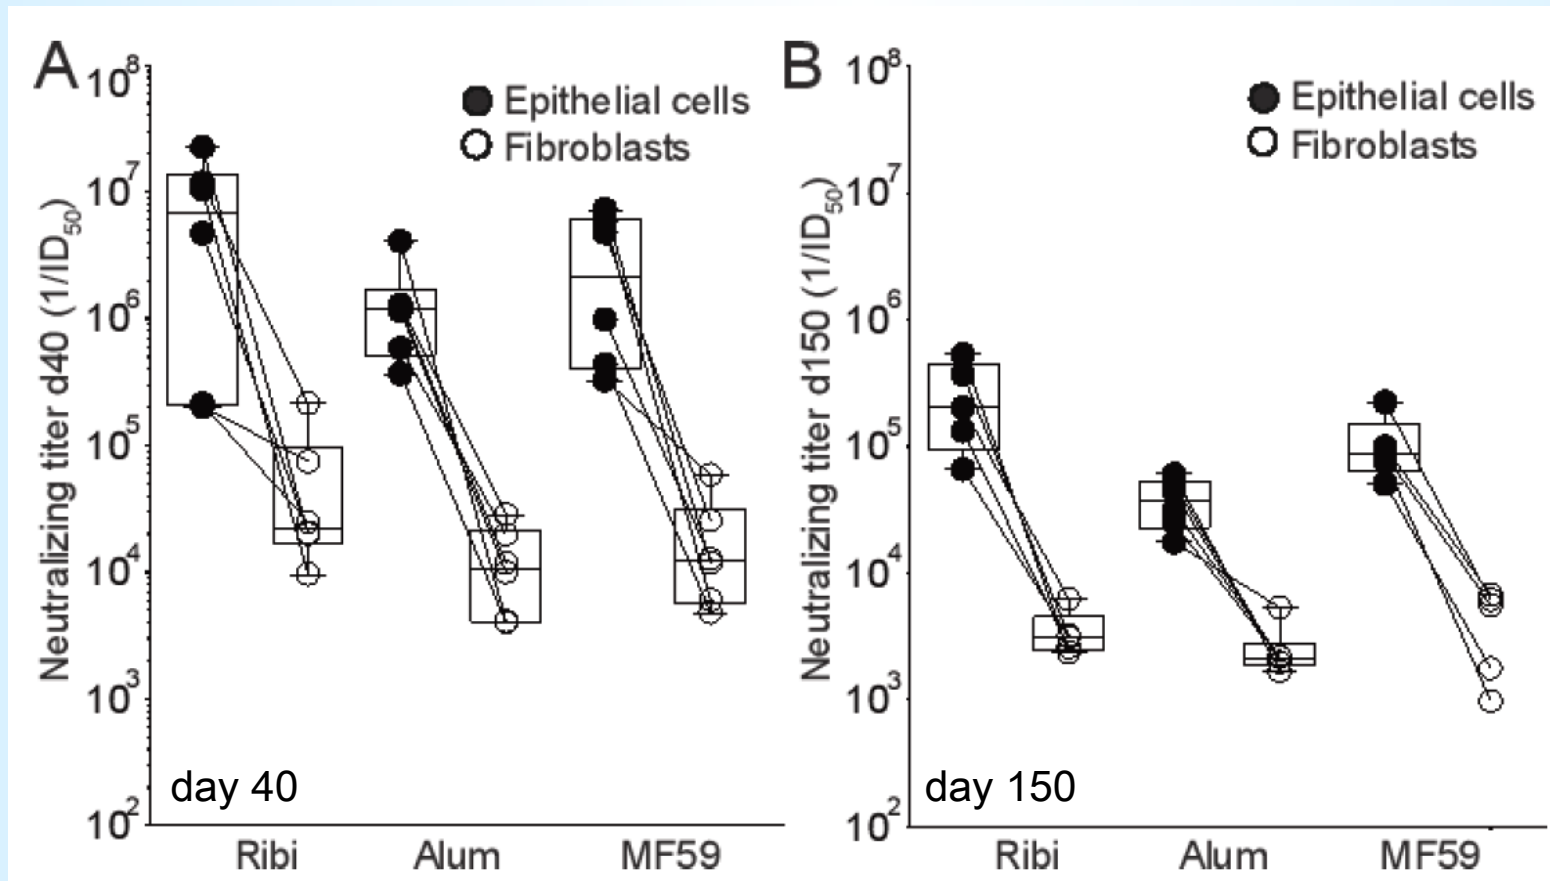 A
Neutralizing titer d40 (1/ID50)
10^8
10^7
10^6
10^5
10^4
10^3
10^2
Epithelial cells
Fibroblasts
day 40
Ribi Alum MF59
B
Neutralizing titer d150 (1/ID50)
10^8
10^7
10^6
10^5
10^4
10^3
10^2
Epithelial cells
Fibroblasts
day 150
Ribi Alum MF59